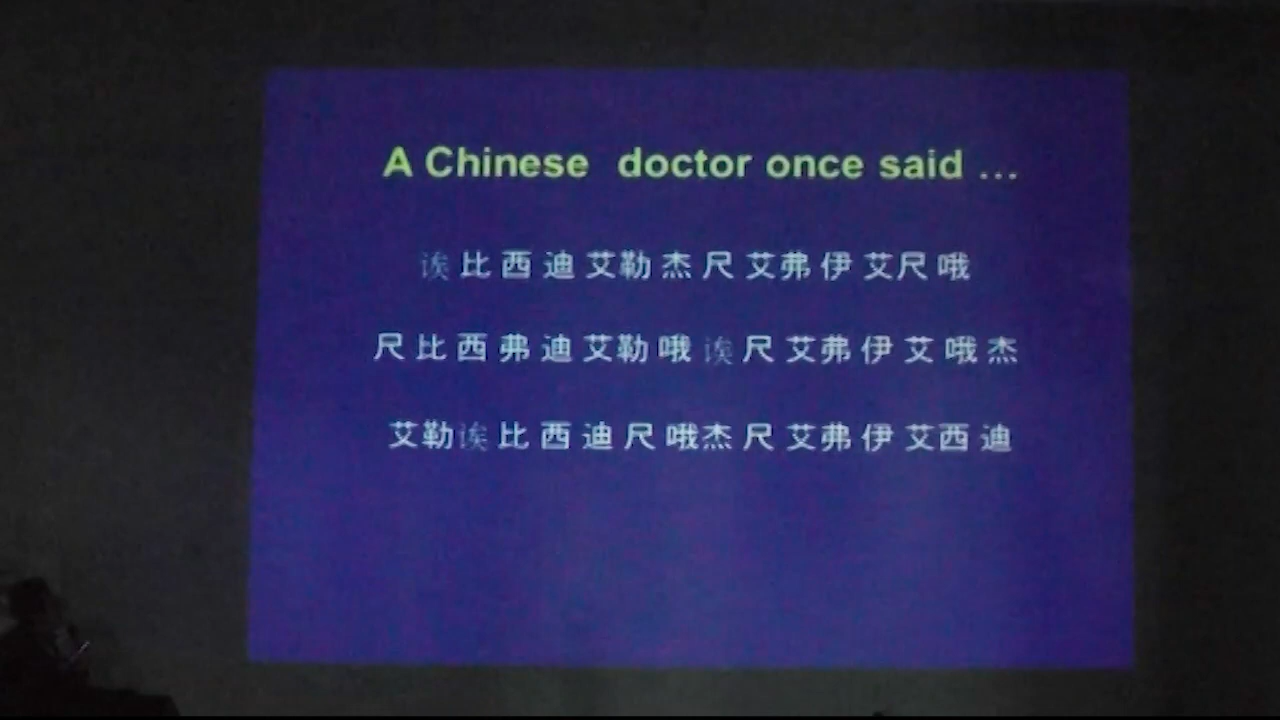 A Chinese doctor once said ...
诶 比 西 迪 艾勒 杰 尺 艾弗 伊 艾尺 哦
尺 比 西 弗 迪 艾勒 哦 诶 尺 艾弗 伊 艾 哦 杰
艾勒诶 比 西 迪 尺 哦杰 尺 艾弗 伊 艾西 迪